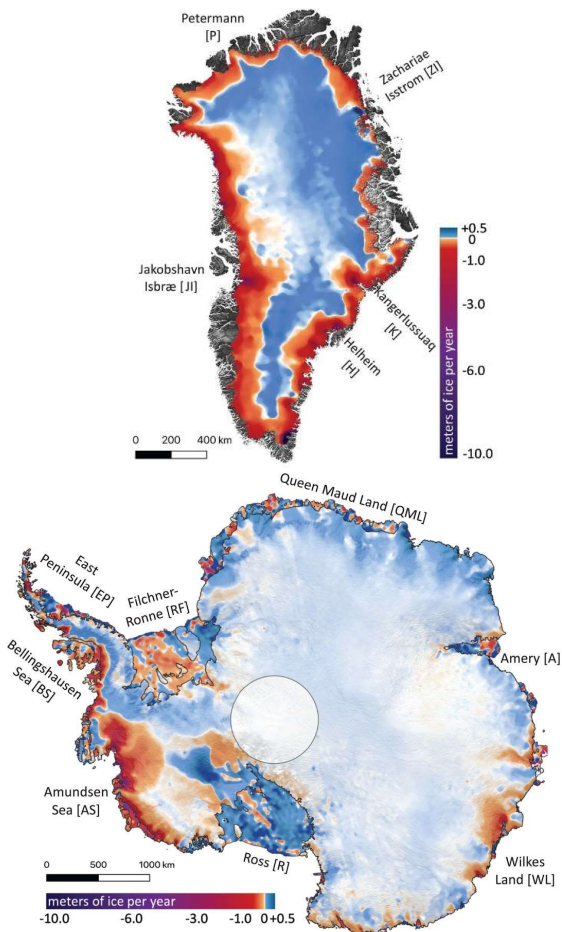 Petermann
[P]
Zachariae
Isstrom [ZI]
+0.5
0
-1.0
-3.0
-6.0
-10.0
meters of ice per year
Jakobshavn
Isbræ [JI]
Kangerlussuaq
[K]
Helheim
[H]
0 200 400 km
Queen Maud Land [QML]
East
Peninsula [EP]
Filchner-
Ronne [RF]
Bellingshausen
Sea [BS]
Amery [A]
Amundsen
Sea [AS]
Ross [R]
Wilkes
Land [WL]
0 500 1000 km
meters of ice per year
-10.0 -6.0 -3.0 -1.0 0 +0.5